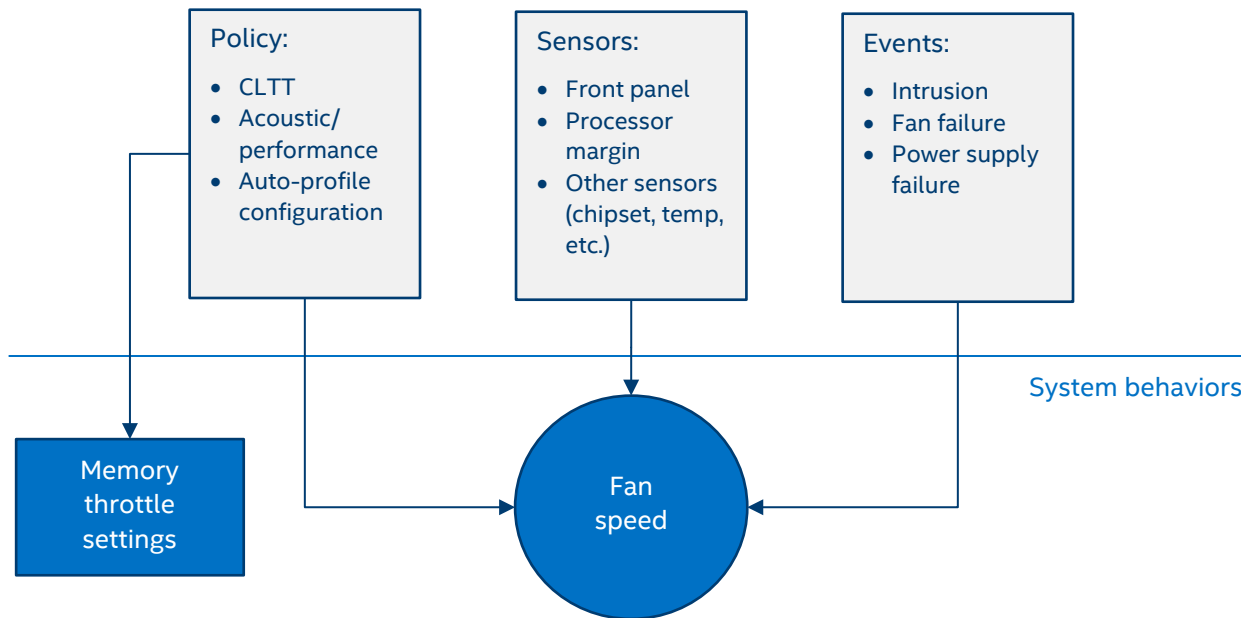 Policy:
• CLTT
• Acoustic/
performance
• Auto-profile
configuration
Sensors:
• Front panel
• Processor
margin
• Other sensors
(chipset, temp,
etc.)
Events:
• Intrusion
• Fan failure
• Power supply
failure
System behaviors
Memory
throttle
settings
Fan
speed